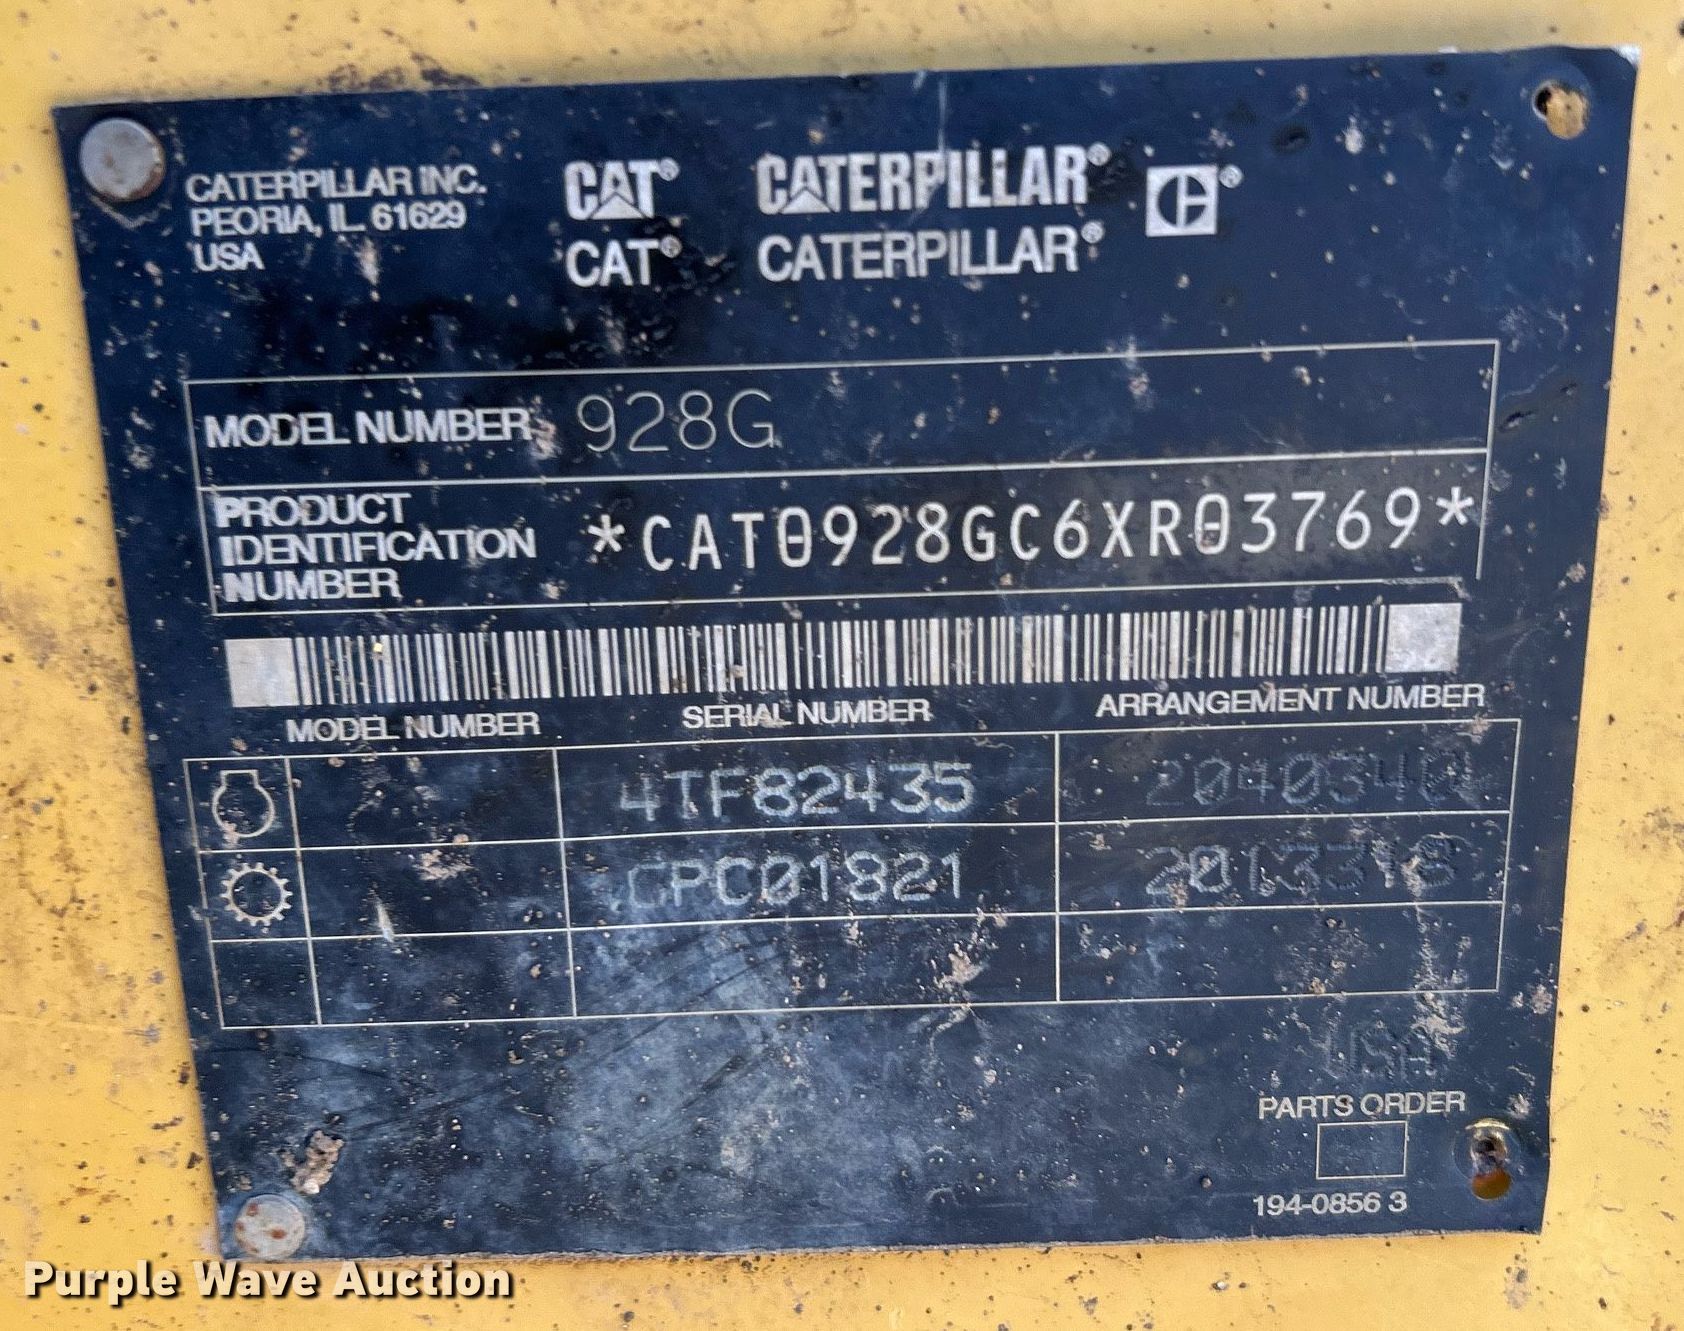 CATERPILLAR INC.
PEORIA, IL 61629
USA
CAT® CATERPILLAR® ®
CAT® CATERPILLAR®
MODEL NUMBER 928G
PRODUCT
IDENTIFICATION
NUMBER
*CAT0928GC6XR03769*
MODEL NUMBER SERIAL NUMBER ARRANGEMENT NUMBER
4TF82435 2040340
CPC01821 2013318
USA
PARTS ORDER
194-0856 3
Purple Wave Auction